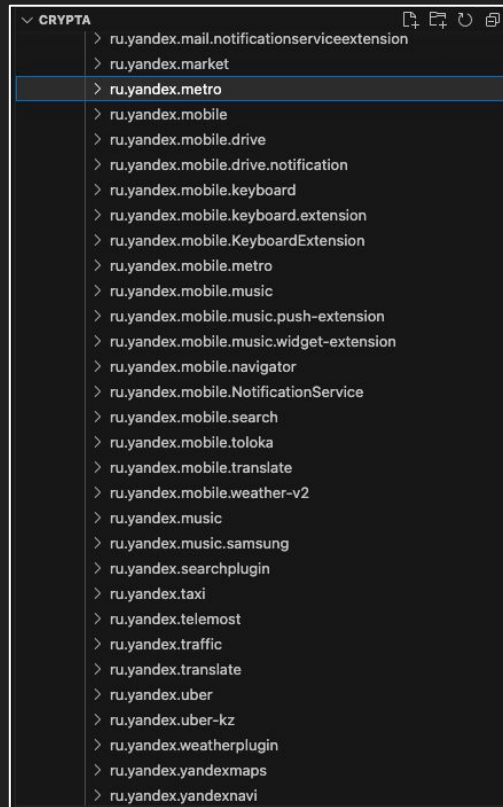 CRYPTA
ru.yandex.mail.notificationserviceextension
ru.yandex.market
ru.yandex.metro
ru.yandex.mobile
ru.yandex.mobile.drive
ru.yandex.mobile.drive.notification
ru.yandex.mobile.keyboard
ru.yandex.mobile.keyboard.extension
ru.yandex.mobile.KeyboardExtension
ru.yandex.mobile.metro
ru.yandex.mobile.music
ru.yandex.mobile.music.push-extension
ru.yandex.mobile.music.widget-extension
ru.yandex.mobile.navigator
ru.yandex.mobile.NotificationService
ru.yandex.mobile.search
ru.yandex.mobile.toloka
ru.yandex.mobile.translate
ru.yandex.mobile.weather-v2
ru.yandex.music
ru.yandex.music.samsung
ru.yandex.searchplugin
ru.yandex.taxi
ru.yandex.telemost
ru.yandex.traffic
ru.yandex.translate
ru.yandex.uber
ru.yandex.uber-kz
ru.yandex.weatherplugin
ru.yandex.yandexmaps
ru.yandex.yandexnavi